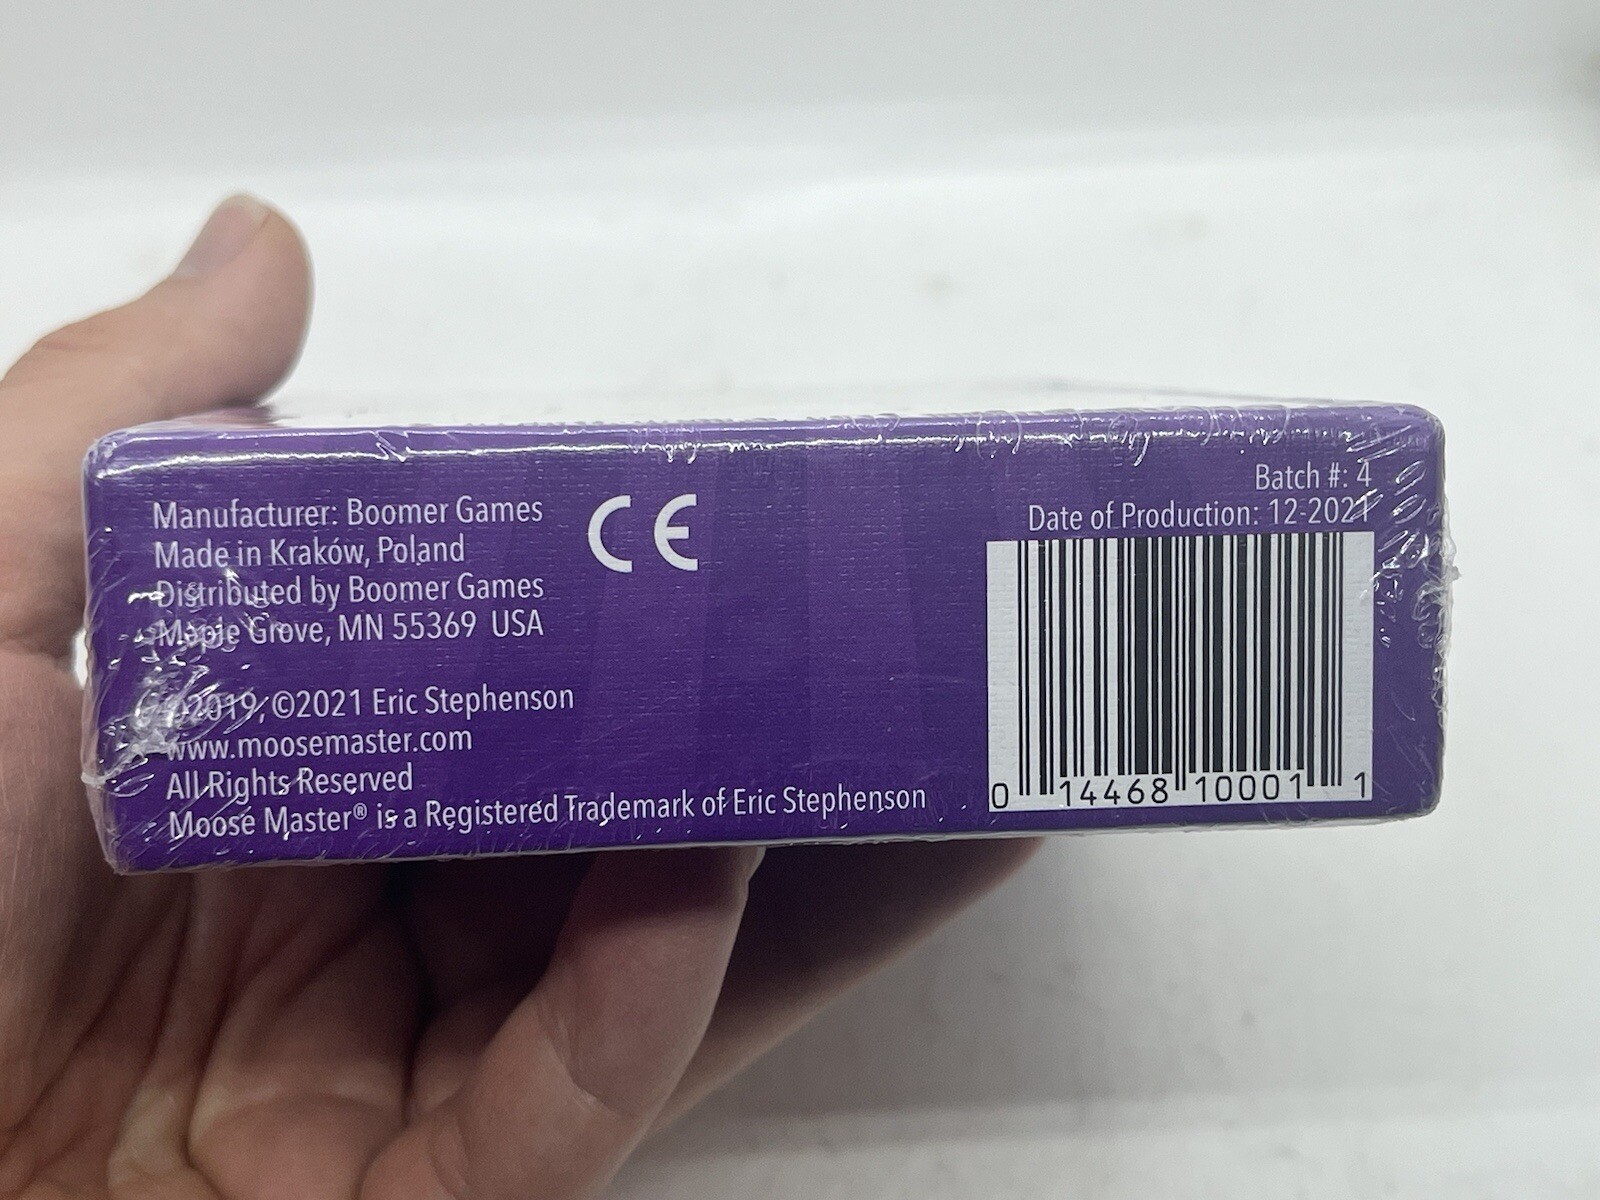 Manufacturer: Boomer Games
Made in Kraków, Poland
Distributed by Boomer Games
Maple Grove, MN 55369 USA
©2019, ©2021 Eric Stephenson
www.moosemaster.com
All Rights Reserved
Moose Master® is a Registered Trademark of Eric Stephenson
CE
Batch #: 4
Date of Production: 12-2021
0 14468 10001 1